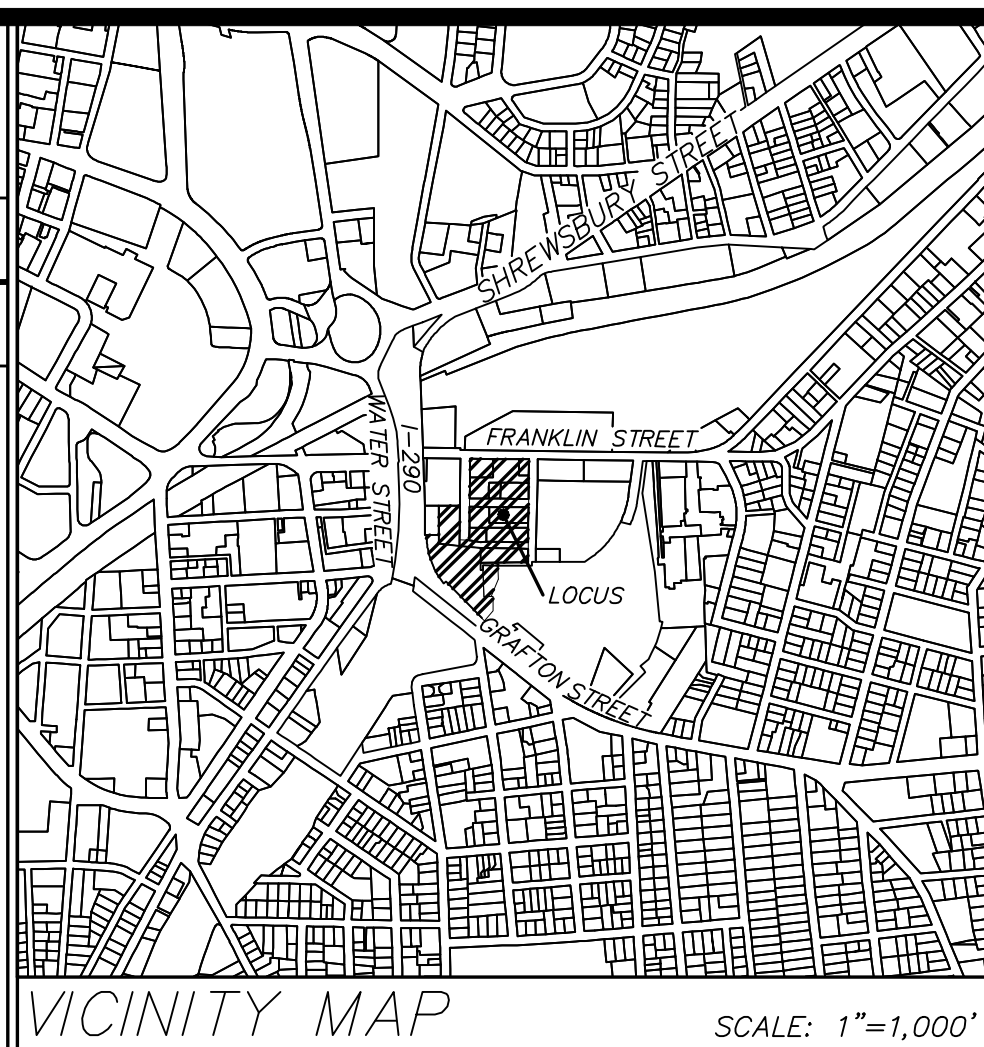 SHREWSBURY STREET
WATER STREET
I-290
FRANKLIN STREET
LOCUS
GRAFTON STREET
VICINITY MAP
SCALE: 1"=1,000'